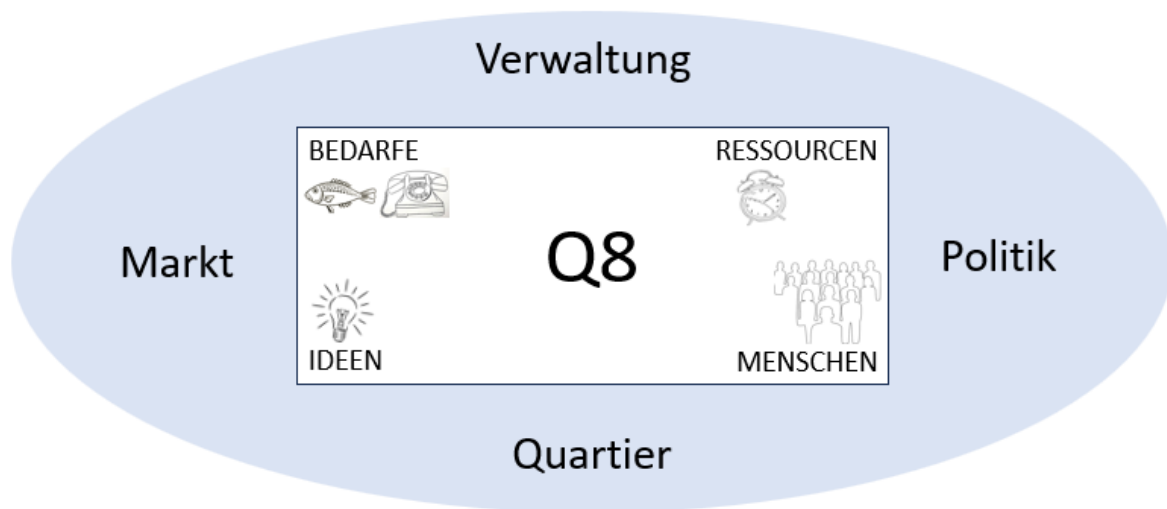 Verwaltung
BEDARFE
RESSOURCEN
Markt
Q8
Politik
IDEEN
MENSCHEN
Quartier